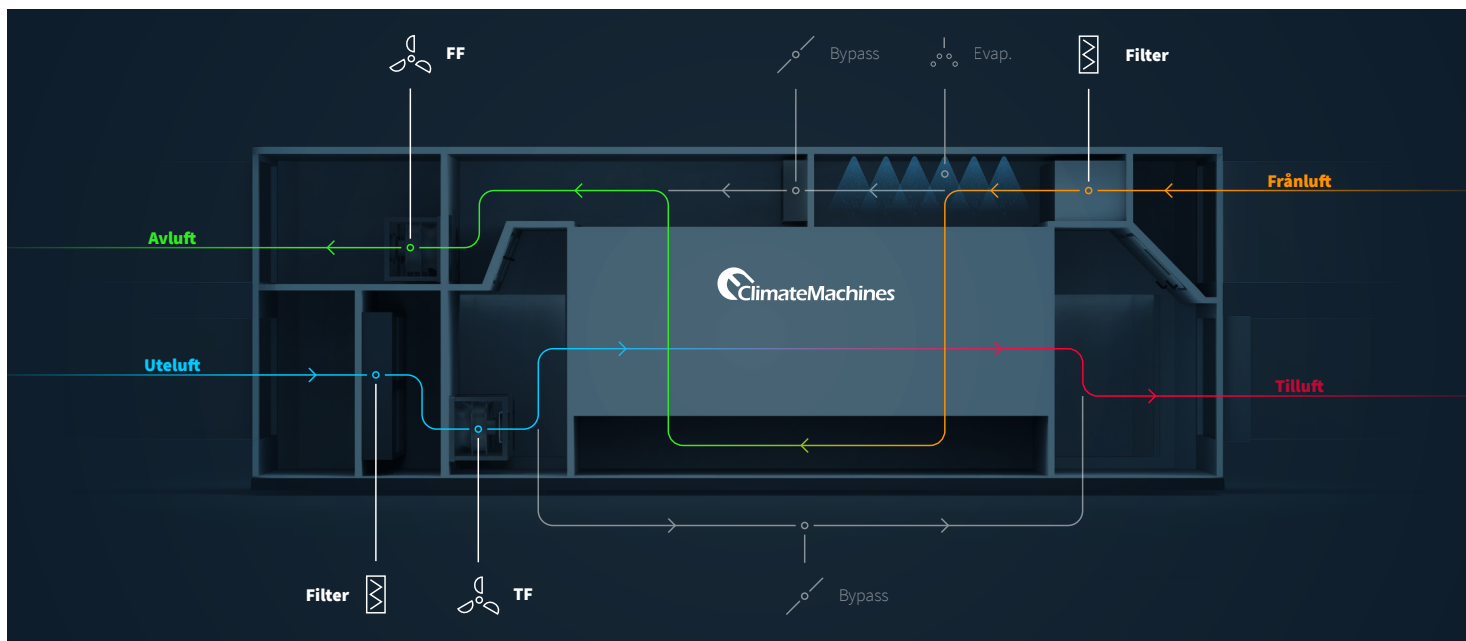 FF
Bypass
Evap.
Filter
Frånluft
Avluft
ClimateMachines
Uteluft
Tilluft
Filter
TF
Bypass